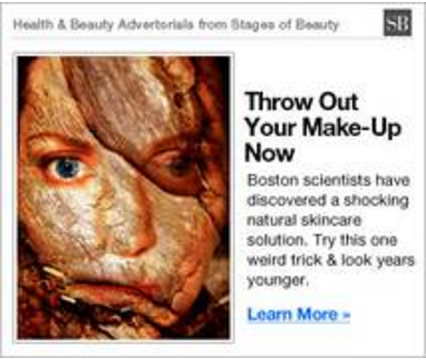 Health & Beauty Advertorials from Stages of Beauty
SB
Throw Out
Your Make-Up
Now
Boston scientists have
discovered a shocking
natural skincare
solution. Try this one
weird trick & look years
younger.
Learn More »